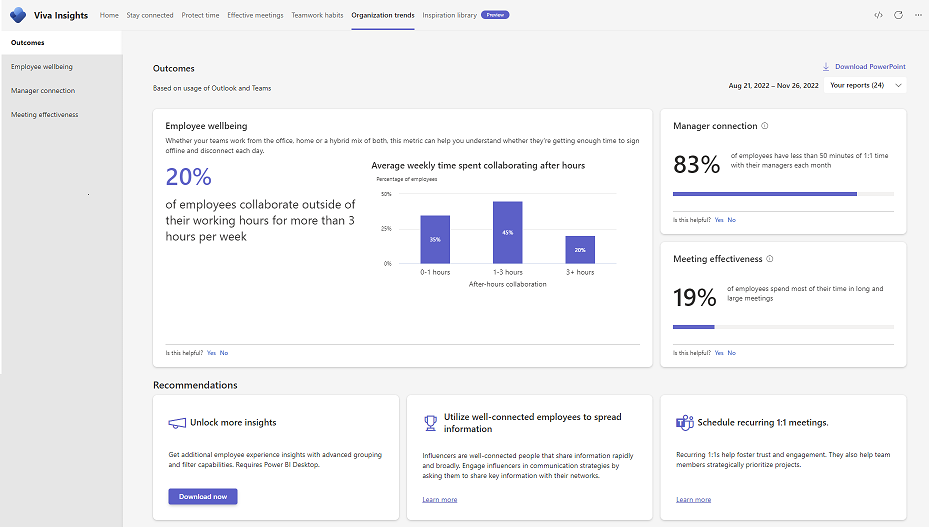 Viva Insights Home Stay connected Protect time Effective meetings Teamwork habits Organization trends Inspiration library Preview
Outcomes
Employee wellbeing
Manager connection
Meeting effectiveness
Outcomes
Download PowerPoint
Based on usage of Outlook and Teams
Aug 21, 2022 – Nov 26, 2022 Your reports (24)
Employee wellbeing
Whether your teams work from the office, home or a hybrid mix of both, this metric can help you understand whether they're getting enough time to sign
offline and disconnect each day.
20%
of employees collaborate outside of
their working hours for more than 3
hours per week
Average weekly time spent collaborating after hours
Percentage of employees
50%
25%
0%
35%
45%
20%
0-1 hours 1-3 hours 3+ hours
After-hours collaboration
Is this helpful? Yes No
Manager connection
83%
of employees have less than 50 minutes of 1:1 time
with their managers each month
Is this helpful? Yes No
Meeting effectiveness
19%
of employees spend most of their time in long and
large meetings
Is this helpful? Yes No
Recommendations
Unlock more insights
Get additional employee experience insights with advanced grouping
and filter capabilities. Requires Power BI Desktop.
Download now
Utilize well-connected employees to spread
information
Influencers are well-connected people that share information rapidly
and broadly. Engage influencers in communication strategies by
asking them to share key information with their networks.
Learn more
Schedule recurring 1:1 meetings.
Recurring 1:1s help foster trust and engagement. They also help team
members strategically prioritize projects.
Learn more